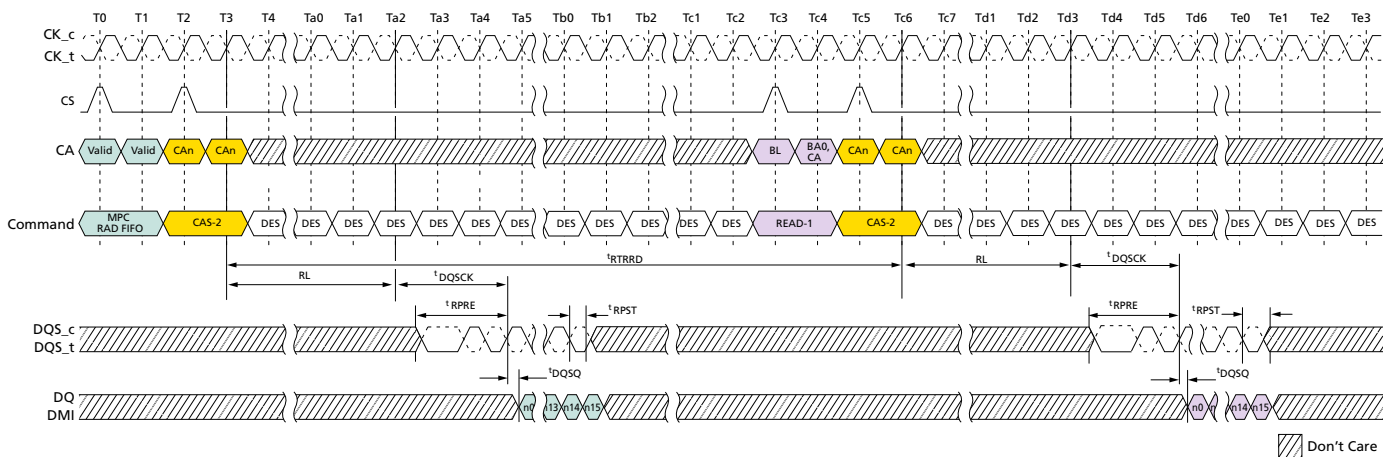 T0 T1 T2 T3 T4 Ta0 Ta1 Ta2 Ta3 Ta4 Ta5 Tb0 Tb1 Tb2 Tc1 Tc2 Tc3 Tc4 Tc5 Tc6 Tc7 Td1 Td2 Td3 Td4 Td5 Td6 Te0 Te1 Te2 Te3
CK_c
CK_t
CS
CA Valid Valid CAn CAn BL BA0, CA CAn CAn
Command MPC RAD FIFO CAS-2 DES DES DES DES DES DES DES DES DES DES DES DES READ-1 CAS-2 DES DES DES DES DES DES DES DES DES DES DES
tRTRRD
RL tDQSCK RL tDQSCK
tRPRE tRPST tRPRE tRPST
DQS_c
DQS_t
tDQSQ tDQSQ
DQ
DMI
n0 n13 n14 n15 n0 n n14 n15
Don't Care